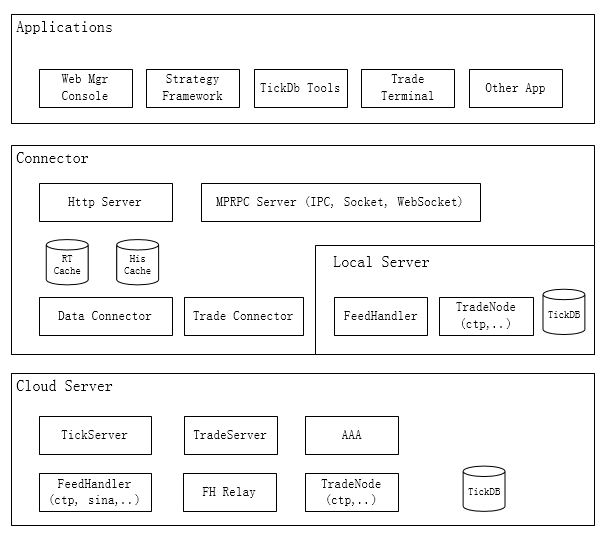 Applications
Web Mgr
Console
Strategy
Framework
TickDb Tools
Trade
Terminal
Other App
Connector
Http Server
MPRPC Server (IPC, Socket, WebSocket)
RT
Cache
His
Cache
Data Connector
Trade Connector
Local Server
FeedHandler
TradeNode
(ctp,..)
TickDB
Cloud Server
TickServer
TradeServer
AAA
FeedHandler
(ctp, sina,..)
FH Relay
TradeNode
(ctp,..)
TickDB